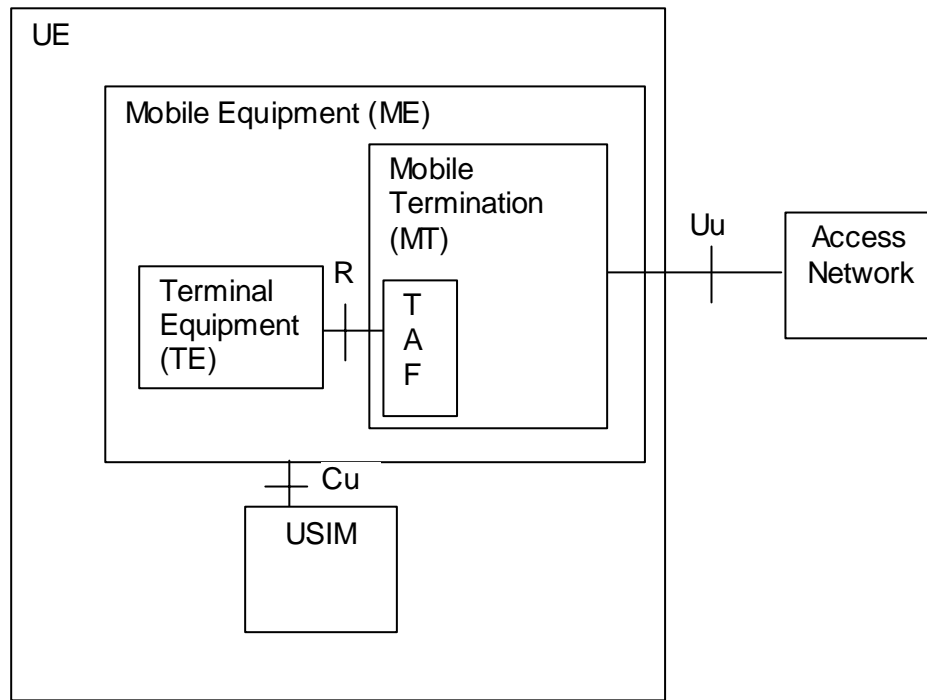 UE
Mobile Equipment (ME)
Mobile
Termination
(MT)
Uu
Access
Network
R
Terminal
Equipment
(TE)
T
A
F
Cu
USIM